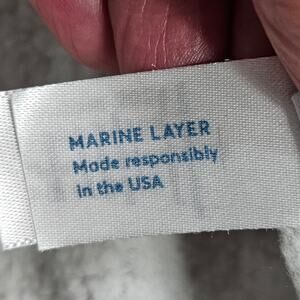 MARINE LAYER
Made responsibly
in the USA